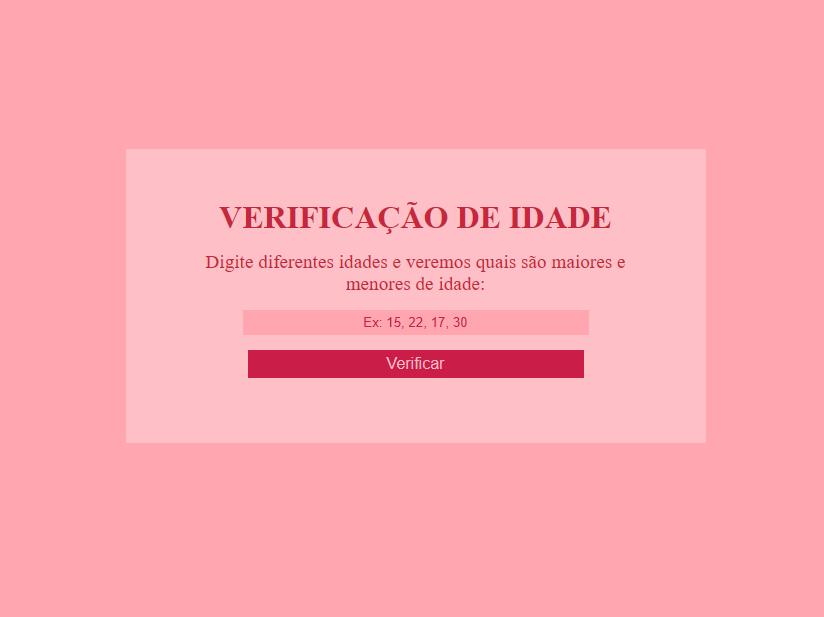 VERIFICAÇÃO DE IDADE
Digite diferentes idades e veremos quais são maiores e
menores de idade:
Ex: 15, 22, 17, 30
Verificar